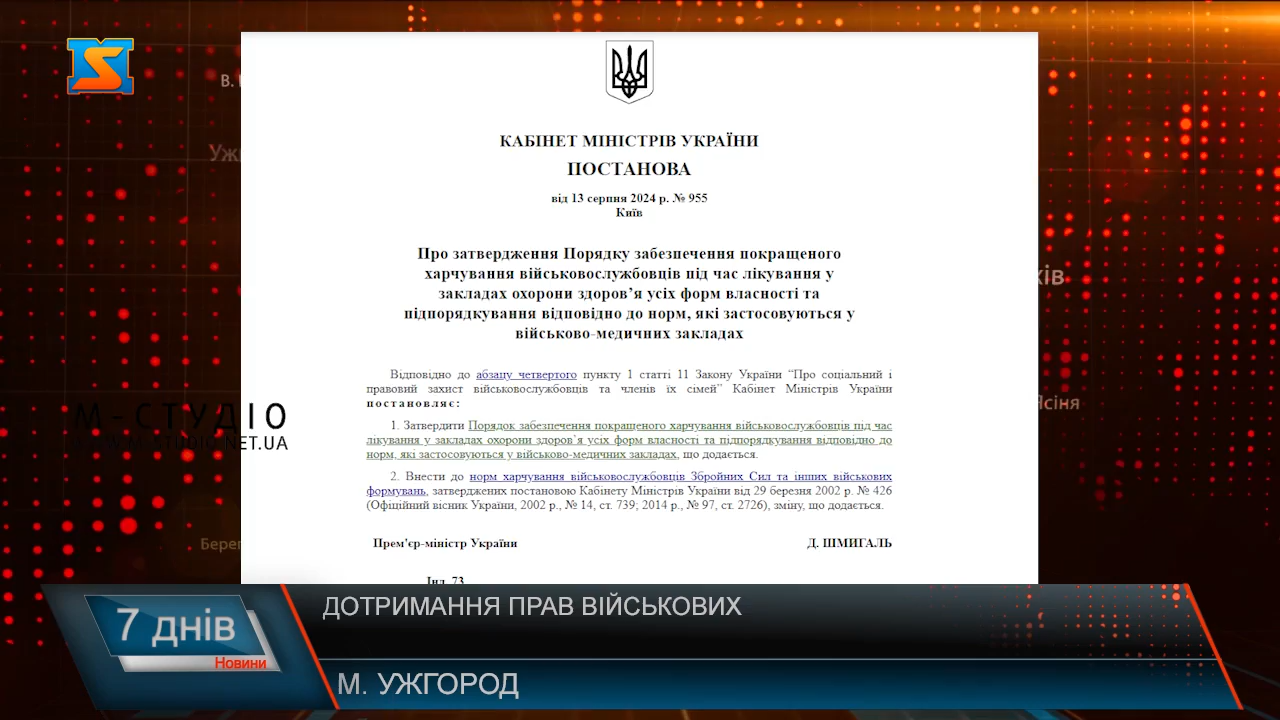 КАБІНЕТ МІНІСТРІВ УКРАЇНИ
ПОСТАНОВА
від 13 серпня 2024 р. № 955
Київ
Про затвердження Порядку забезпечення покращеного
харчування військовослужбовців під час лікування у
закладах охорони здоров’я усіх форм власності та
підпорядкування відповідно до норм, які застосовуються у
військово-медичних закладах
Відповідно до абзацу четвертого пункту 1 статті 11 Закону України “Про соціальний і
правовий захист військовослужбовців та членів їх сімей” Кабінет Міністрів України
постановляє:
1. Затвердити Порядок забезпечення покращеного харчування військовослужбовців під час
лікування у закладах охорони здоров’я усіх форм власності та підпорядкування відповідно до
норм, які застосовуються у військово-медичних закладах, що додається.
2. Внести до норм харчування військовослужбовців Збройних Сил та інших військових
формувань, затверджених постановою Кабінету Міністрів України від 29 березня 2002 р. № 426
(Офіційний вісник України, 2002 р., № 14, ст. 739; 2014 р., № 97, ст. 2726), зміну, що додається.
Прем'єр-міністр України Д. ШМИГАЛЬ
Інд. 73
М-СТУДІО
WWW.M-STUDIO.NET.UA
Ясіня
7 днів
Новини
ДОТРИМАННЯ ПРАВ ВІЙСЬКОВИХ
М. УЖГОРОД